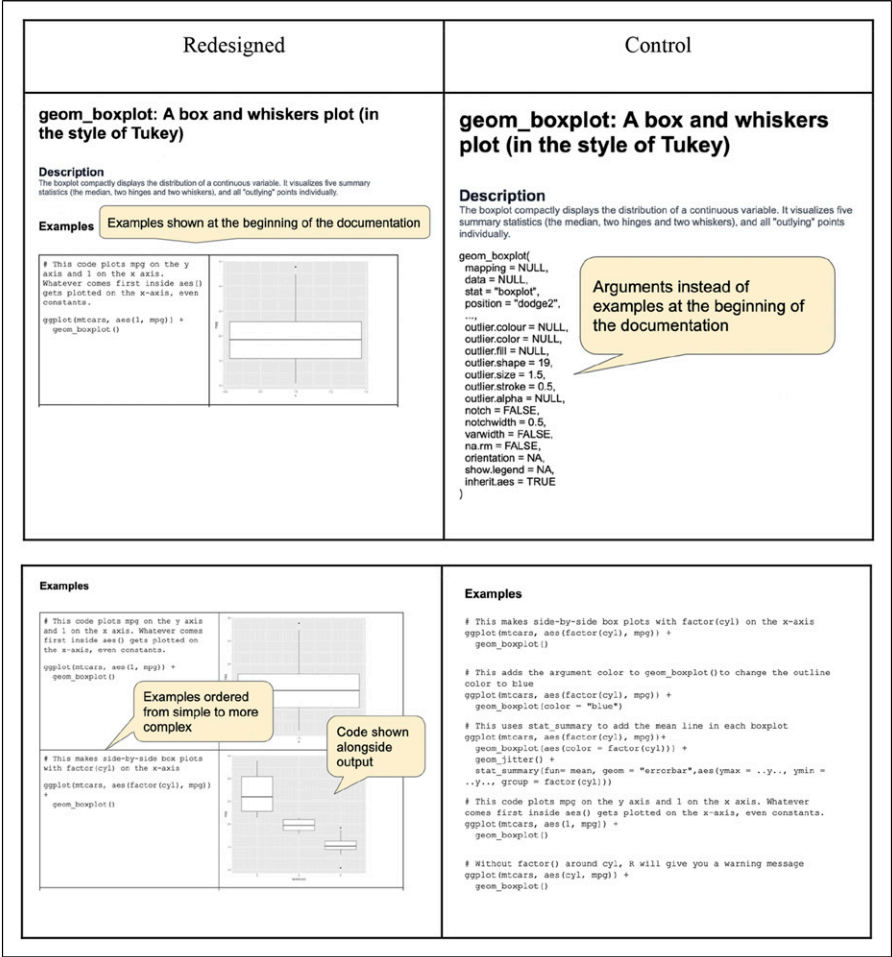 Redesigned
Control
geom_boxplot: A box and whiskers plot (in
the style of Tukey)
Description
The boxplot compactly displays the distribution of a continuous variable. It visualizes five summary
statistics (the median, two hinges and two whiskers), and all "outlying" points individually.
Examples
Examples shown at the beginning of the documentation
# This code plots mpg on the y
axis and 1 on the x axis.
Whatever comes first inside aes()
gets plotted on the x-axis, even
constants.
ggplot(mtcars, aes(1, mpg)) +
geom_boxplot()
geom_boxplot: A box and whiskers
plot (in the style of Tukey)
Description
The boxplot compactly displays the distribution of a continuous variable. It visualizes five
summary statistics (the median, two hinges and two whiskers), and all "outlying" points
individually.
geom_boxplot(
mapping = NULL,
data = NULL,
stat = "boxplot",
position = "dodge2",
...,
outlier.colour = NULL,
outlier.color = NULL,
outlier.fill = NULL,
outlier.shape = 19,
outlier.size = 1.5,
outlier.stroke = 0.5,
outlier.alpha = NULL,
notch = FALSE,
notchwidth = 0.5,
varwidth = FALSE,
na.rm = FALSE,
orientation = NA,
show.legend = NA,
inherit.aes = TRUE
)
Arguments instead of
examples at the beginning of
the documentation
Examples
# This code plots mpg on the y axis
and 1 on the x axis. Whatever comes
first inside aes() gets plotted on
the x-axis, even constants.
ggplot(mtcars, aes(1, mpg)) +
geom_boxplot()
Examples ordered
from simple to more
complex
Code shown
alongside
output
# This makes side-by-side box plots
with factor(cyl) on the x-axis
ggplot(mtcars, aes(factor(cyl), mpg))
+
geom_boxplot()
Examples
# This makes side-by-side box plots with factor(cyl) on the x-axis
ggplot(mtcars, aes(factor(cyl), mpg)) +
geom_boxplot()
# This adds the argument color to geom_boxplot()to change the outline
color to blue
ggplot(mtcars, aes(factor(cyl), mpg)) +
geom_boxplot(color = "blue")
# This uses stat_summary to add the mean line in each boxplot
ggplot(mtcars, aes(factor(cyl), mpg))+
geom_boxplot(aes(color = factor(cyl))) +
geom_jitter() +
stat_summary(fun= mean, geom = "errorbar",aes(ymax = ..y.., ymin =
..y.., group = factor(cyl)))
# This code plots mpg on the y axis and 1 on the x axis. Whatever
comes first inside aes() gets plotted on the x-axis, even constants.
ggplot(mtcars, aes(1, mpg)) +
geom_boxplot()
# Without factor() around cyl, R will give you a warning message
ggplot(mtcars, aes(cyl, mpg)) +
geom_boxplot()